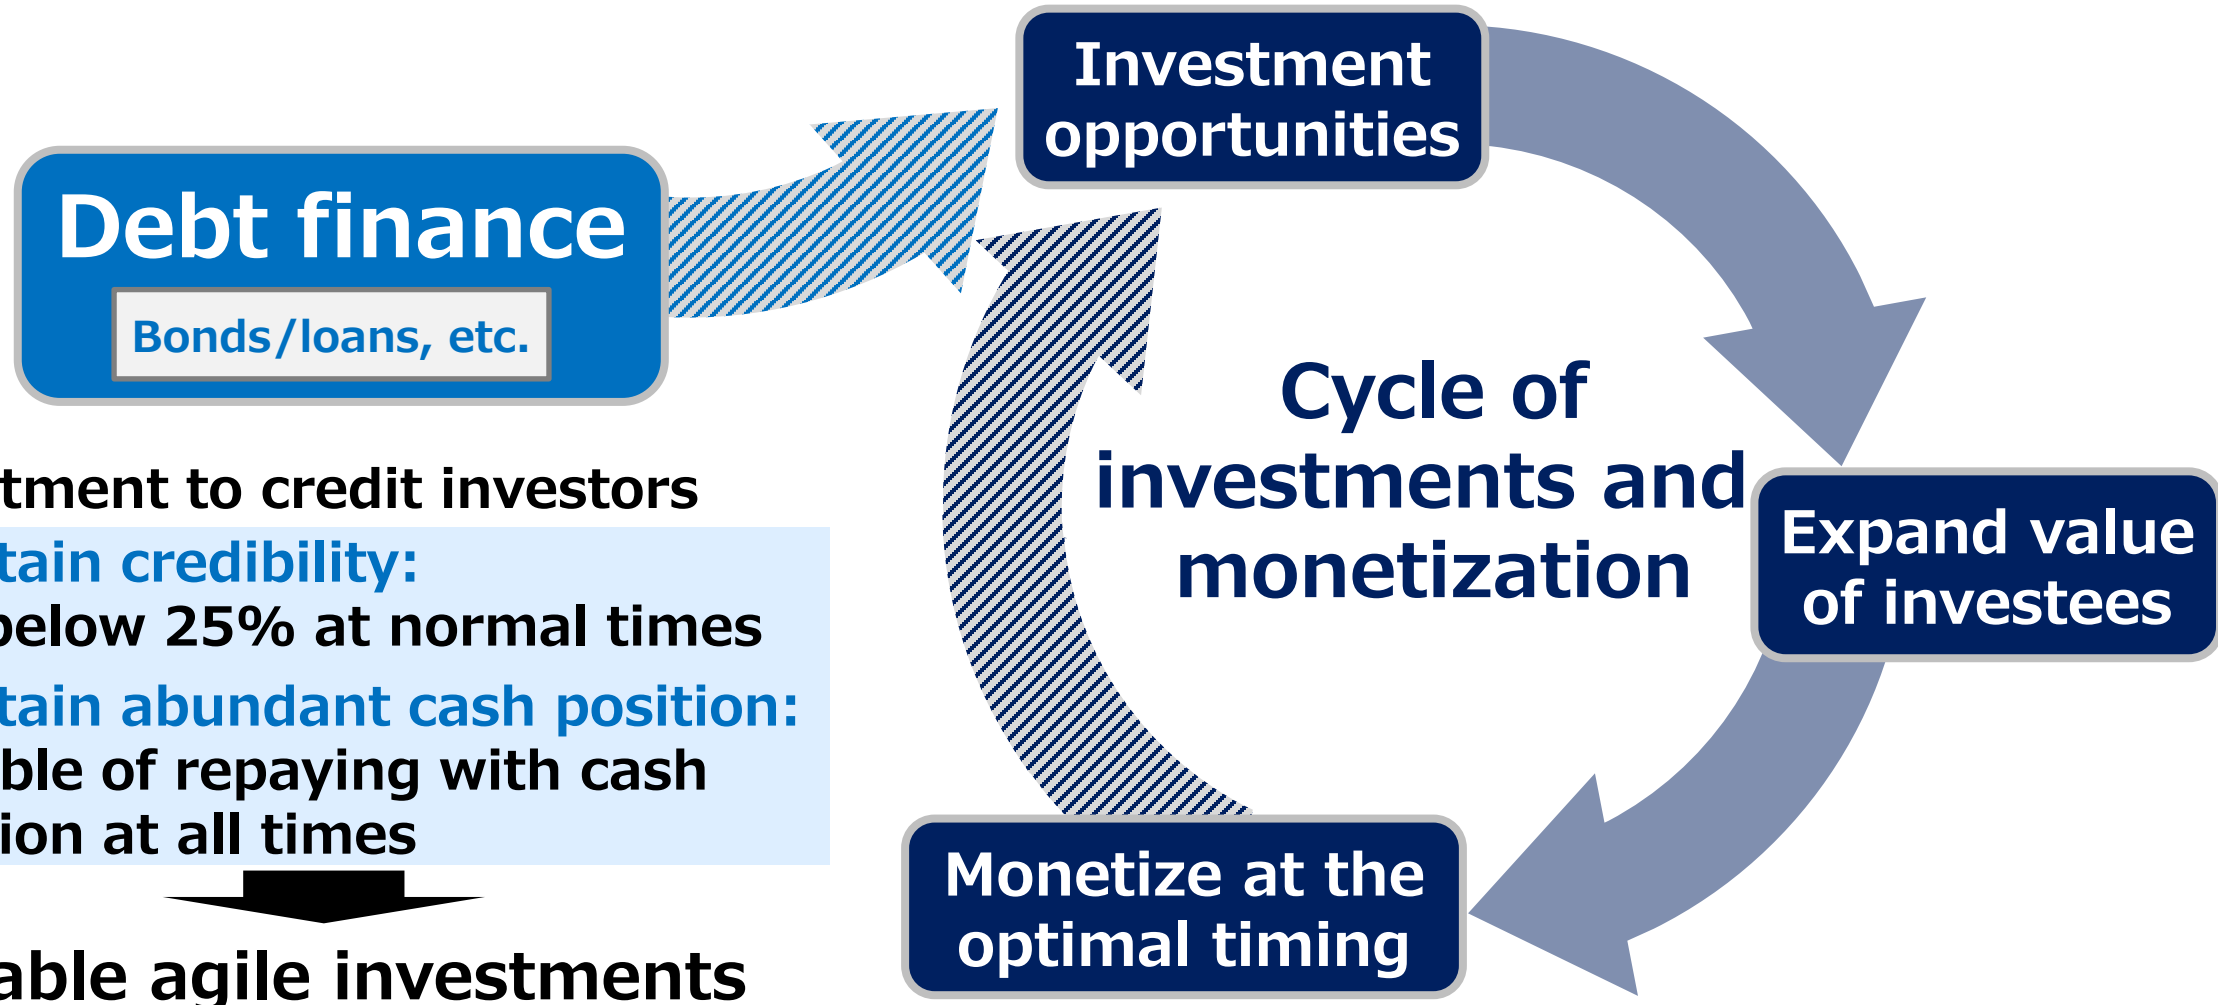 Debt finance
Bonds/loans, etc.
tment to credit investors
tain credibility:
below 25% at normal times
tain abundant cash position:
ble of repaying with cash
ion at all times
able agile investments
Investment
opportunities
Cycle of
investments and
monetization
Expand value
of investees
Monetize at the
optimal timing